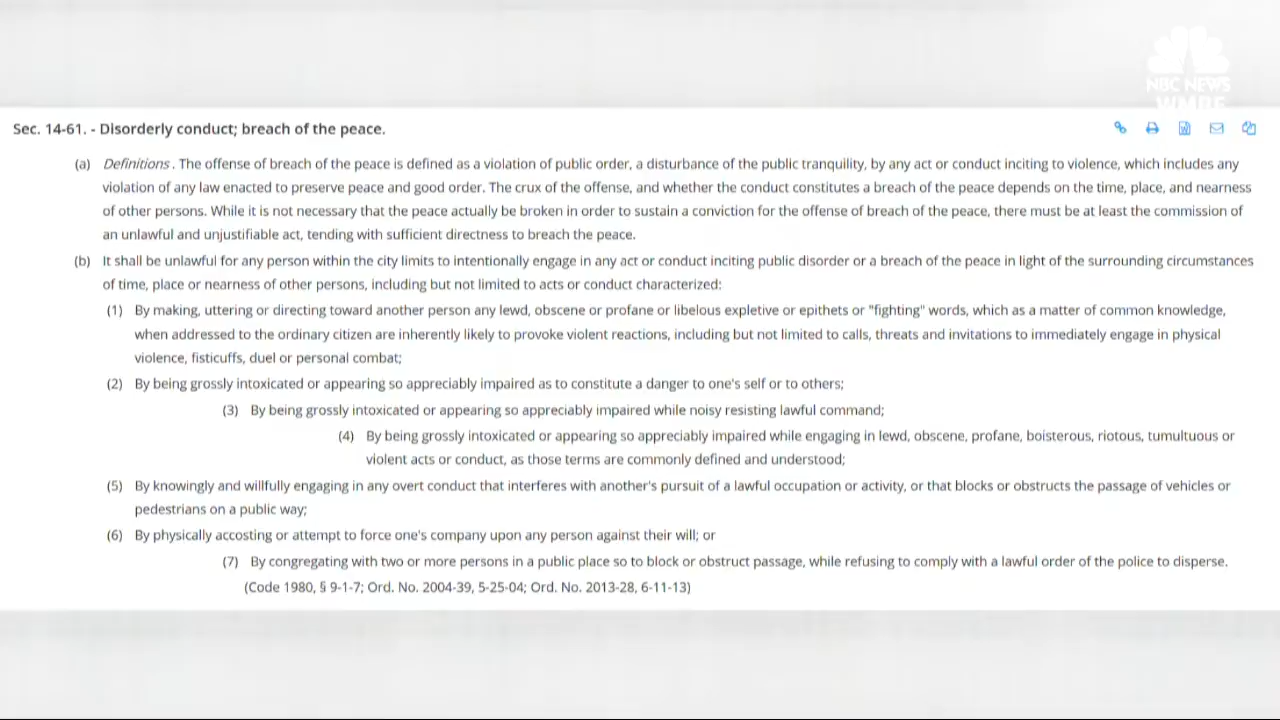 NBC NEWS
WMBF
Sec. 14-61. - Disorderly conduct; breach of the peace.
(a) Definitions . The offense of breach of the peace is defined as a violation of public order, a disturbance of the public tranquility, by any act or conduct inciting to violence, which includes any
violation of any law enacted to preserve peace and good order. The crux of the offense, and whether the conduct constitutes a breach of the peace depends on the time, place, and nearness
of other persons. While it is not necessary that the peace actually be broken in order to sustain a conviction for the offense of breach of the peace, there must be at least the commission of
an unlawful and unjustifiable act, tending with sufficient directness to breach the peace.
(b) It shall be unlawful for any person within the city limits to intentionally engage in any act or conduct inciting public disorder or a breach of the peace in light of the surrounding circumstances
of time, place or nearness of other persons, including but not limited to acts or conduct characterized:
(1) By making, uttering or directing toward another person any lewd, obscene or profane or libelous expletive or epithets or "fighting" words, which as a matter of common knowledge,
when addressed to the ordinary citizen are inherently likely to provoke violent reactions, including but not limited to calls, threats and invitations to immediately engage in physical
violence, fisticuffs, duel or personal combat;
(2) By being grossly intoxicated or appearing so appreciably impaired as to constitute a danger to one's self or to others;
(3) By being grossly intoxicated or appearing so appreciably impaired while noisy resisting lawful command;
(4) By being grossly intoxicated or appearing so appreciably impaired while engaging in lewd, obscene, profane, boisterous, riotous, tumultuous or
violent acts or conduct, as those terms are commonly defined and understood;
(5) By knowingly and willfully engaging in any overt conduct that interferes with another's pursuit of a lawful occupation or activity, or that blocks or obstructs the passage of vehicles or
pedestrians on a public way;
(6) By physically accosting or attempt to force one's company upon any person against their will; or
(7) By congregating with two or more persons in a public place so to block or obstruct passage, while refusing to comply with a lawful order of the police to disperse.
(Code 1980, § 9-1-7; Ord. No. 2004-39, 5-25-04; Ord. No. 2013-28, 6-11-13)